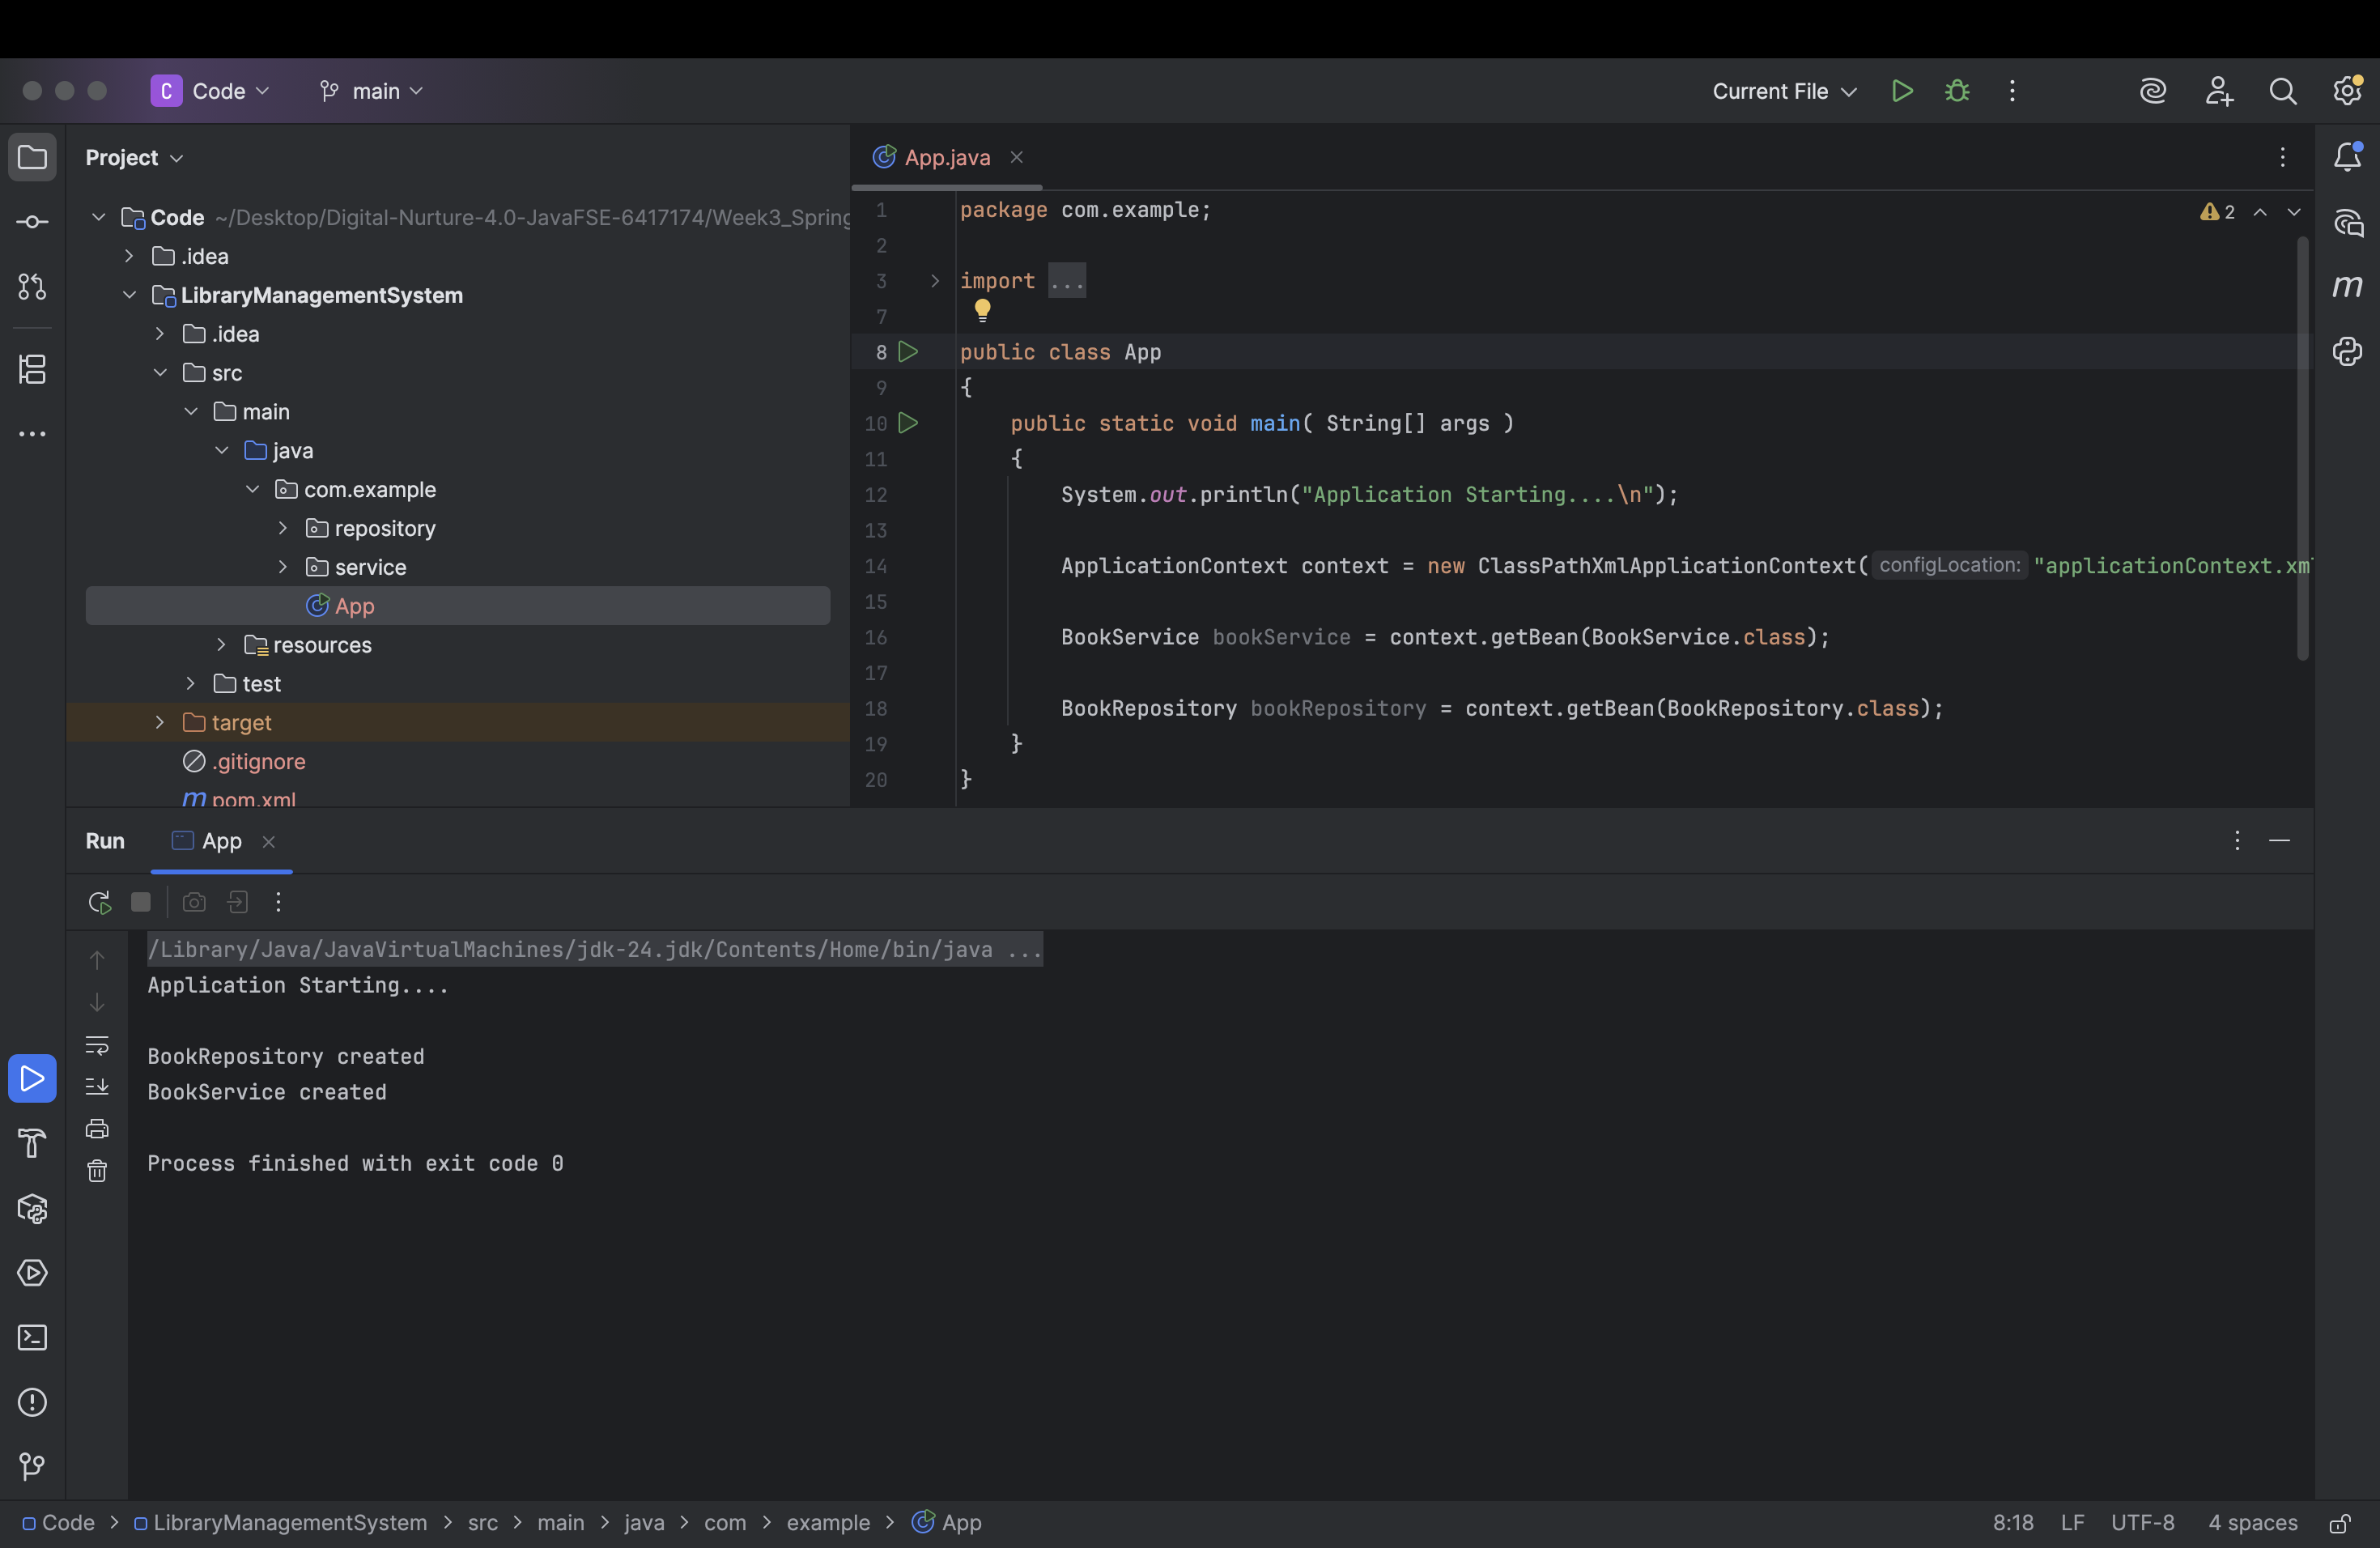 C Code main Current File
Project
Code ~/Desktop/Digital-Nurture-4.0-JavaFSE-6417174/Week3_Spring
.idea
LibraryManagementSystem
.idea
src
main
java
com.example
repository
service
App
resources
test
target
.gitignore
m pom.xml
App.java
2
1 package com.example;
2
3 import ...
7
8 public class App
9 {
10 public static void main( String[] args )
11 {
12 System.out.println("Application Starting....\n");
13
14 ApplicationContext context = new ClassPathXmlApplicationContext( configLocation: "applicationContext.xm
15
16 BookService bookService = context.getBean(BookService.class);
17
18 BookRepository bookRepository = context.getBean(BookRepository.class);
19 }
20 }
m
Run App
/Library/Java/JavaVirtualMachines/jdk-24.jdk/Contents/Home/bin/java ...
Application Starting....
BookRepository created
BookService created
Process finished with exit code 0
Code > LibraryManagementSystem > src > main > java > com > example > App 8:18 LF UTF-8 4 spaces